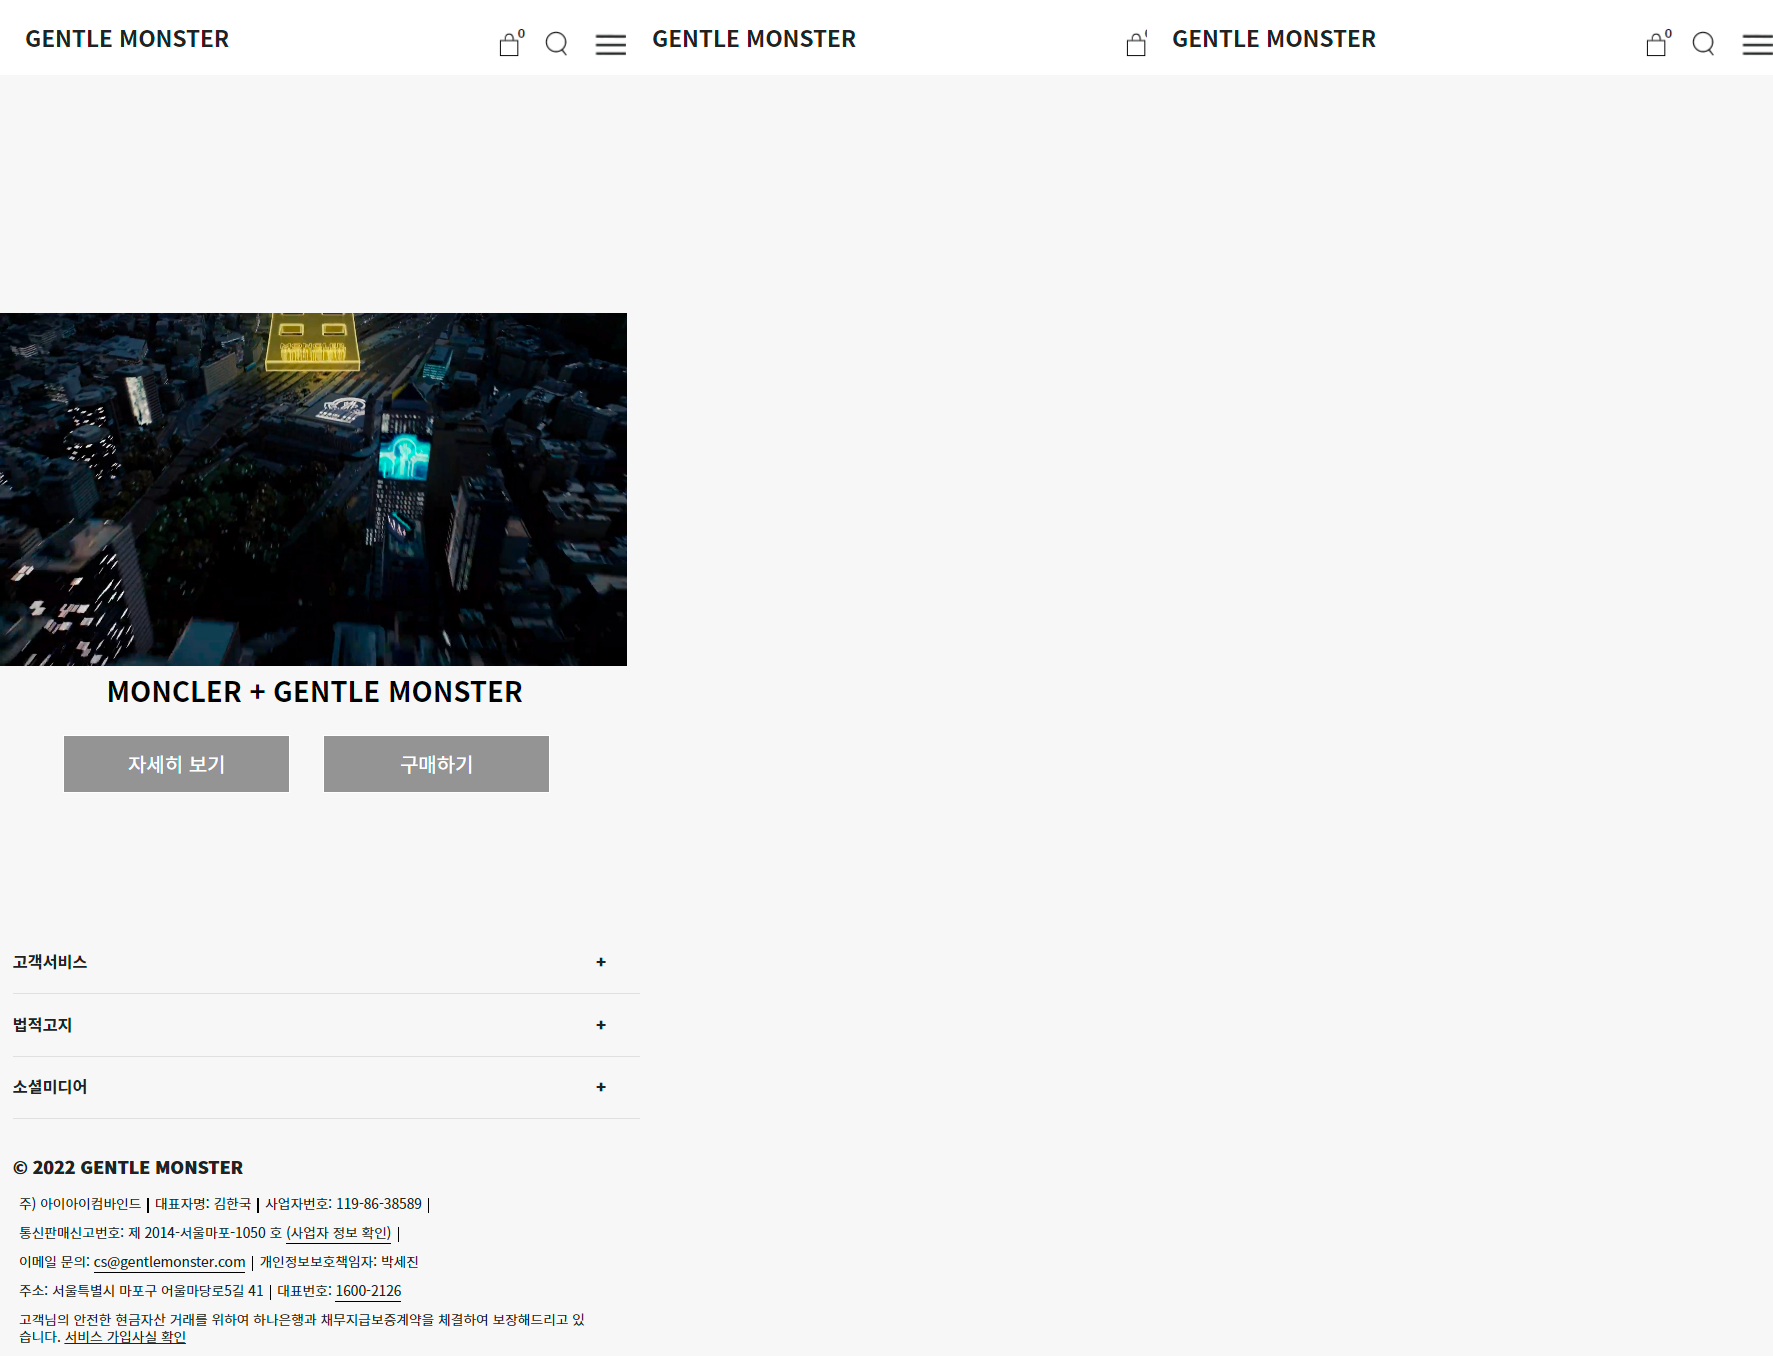 GENTLE MONSTER 0
GENTLE MONSTER
GENTLE MONSTER 0
MONCLER + GENTLE MONSTER
자세히 보기 구매하기
고객서비스 +
법적고지 +
소셜미디어 +
© 2022 GENTLE MONSTER
주) 아이아이컴바인드 | 대표자명: 김한국 | 사업자번호: 119-86-38589 |
통신판매신고번호: 제 2014-서울마포-1050 호 (사업자 정보 확인) |
이메일 문의: cs@gentlemonster.com | 개인정보보호책임자: 박세진
주소: 서울특별시 마포구 어울마당로5길 41 | 대표번호: 1600-2126
고객님의 안전한 현금자산 거래를 위하여 하나은행과 채무지급보증계약을 체결하여 보장해드리고 있
습니다. 서비스 가입사실 확인